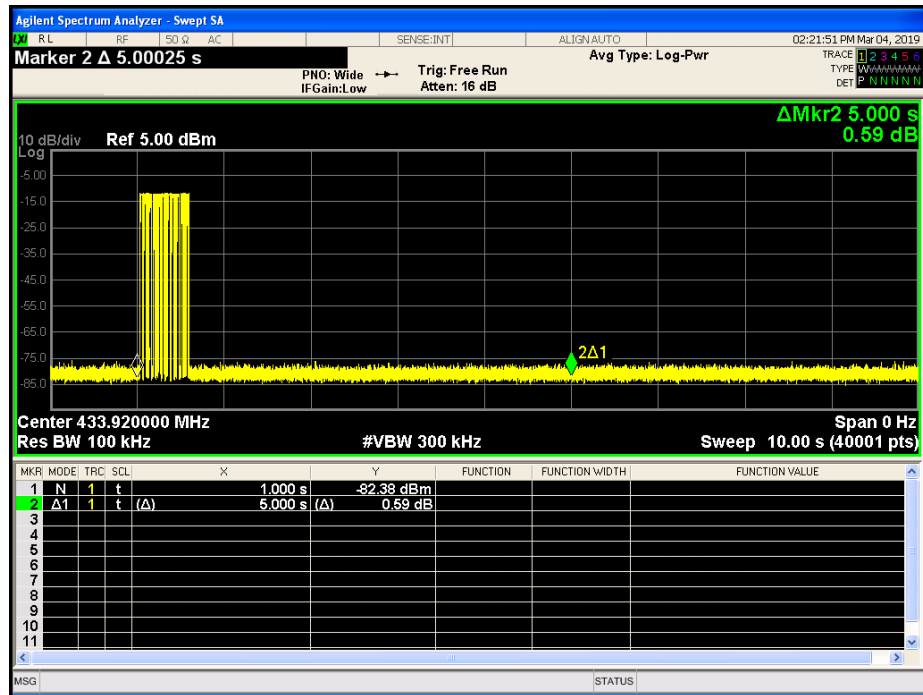 Agilent Spectrum Analyzer - Swept SA
LXI RL RF 50 Ω AC SENSE:INT ALIGN AUTO 02:21:51 PM Mar 04, 2019
Marker 2 Δ 5.00025 s
PNO: Wide
IFGain:Low
Trig: Free Run
Atten: 16 dB
Avg Type: Log-Pwr
TRACE 1 2 3 4 5 6
TYPE WWWWWW
DET P N N N N N
ΔMkr2 5.000 s
0.59 dB
10 dB/div Ref 5.00 dBm
Log
-5.00
-15.0
-25.0
-35.0
-45.0
-55.0
-65.0
-75.0
-85.0
2Δ1
Center 433.920000 MHz Span 0 Hz
Res BW 100 kHz #VBW 300 kHz Sweep 10.00 s (40001 pts)
MKR MODE TRC SCL X Y FUNCTION FUNCTION WIDTH FUNCTION VALUE
1 N 1 t 1.000 s -82.38 dBm
2 Δ1 1 t (Δ) 5.000 s (Δ) 0.59 dB
3
4
5
6
7
8
9
10
11
MSG STATUS